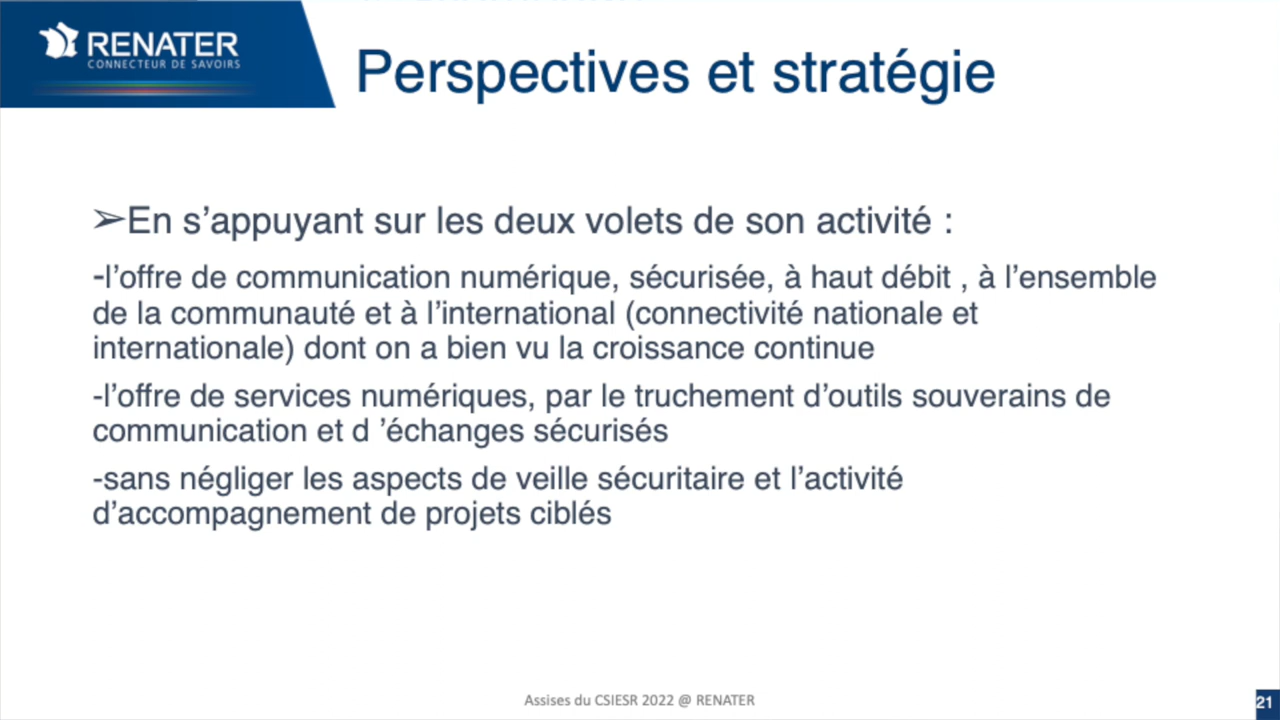 RENATER
CONNECTEUR DE SAVOIRS
Perspectives et stratégie
➢En s’appuyant sur les deux volets de son activité :
-l’offre de communication numérique, sécurisée, à haut débit , à l’ensemble
de la communauté et à l’international (connectivité nationale et
internationale) dont on a bien vu la croissance continue
-l’offre de services numériques, par le truchement d’outils souverains de
communication et d ’échanges sécurisés
-sans négliger les aspects de veille sécuritaire et l’activité
d’accompagnement de projets ciblés
Assises du CSIESR 2022 @ RENATER
21